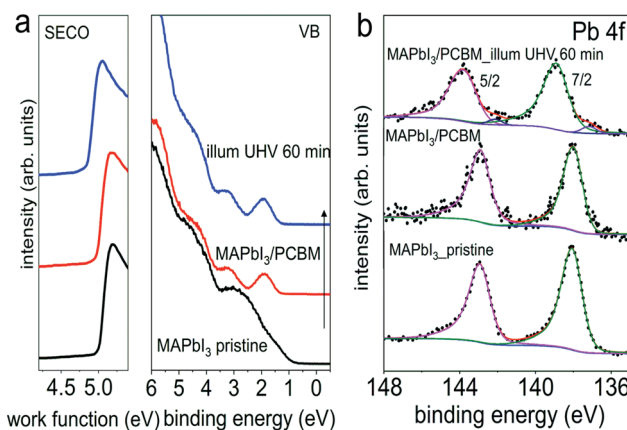 a
SECO
VB
intensity (arb. units)
illum UHV 60 min
MAPbI₃/PCBM
MAPbI₃ pristine
4.5 5.0
6 5 4 3 2 1 0
work function (eV)
binding energy (eV)
b
Pb 4f
MAPbI₃/PCBM_illum UHV 60 min
5/2
7/2
MAPbI₃/PCBM
MAPbI₃_pristine
intensity (arb. units)
148 144 140 136
binding energy (eV)